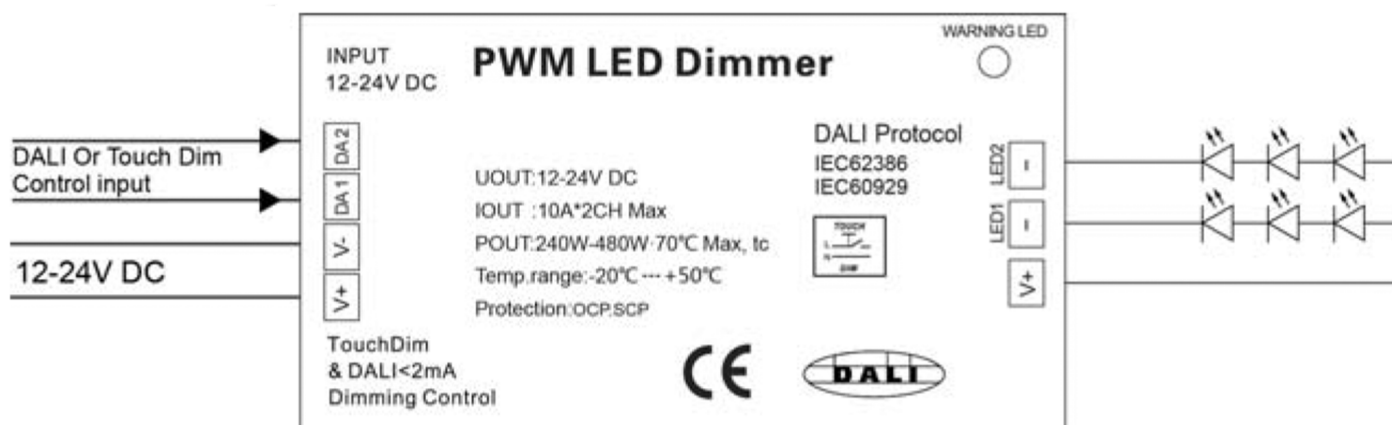 WARNING LED
INPUT
12-24V DC
PWM LED Dimmer
DALI Or Touch Dim
Control input
12-24V DC
DA2
DA1
V-
V+
UOUT:12-24V DC
IOUT :10A*2CH Max
POUT:240W-480W·70℃ Max, tc
Temp.range:-20℃---+50℃
Protection:OCP.SCP
DALI Protocol
IEC62386
IEC60929
TOUCH
L
N
DIM
LED2
-
LED1
-
V+
TouchDim
& DALI<2mA
Dimming Control
CE
DALI